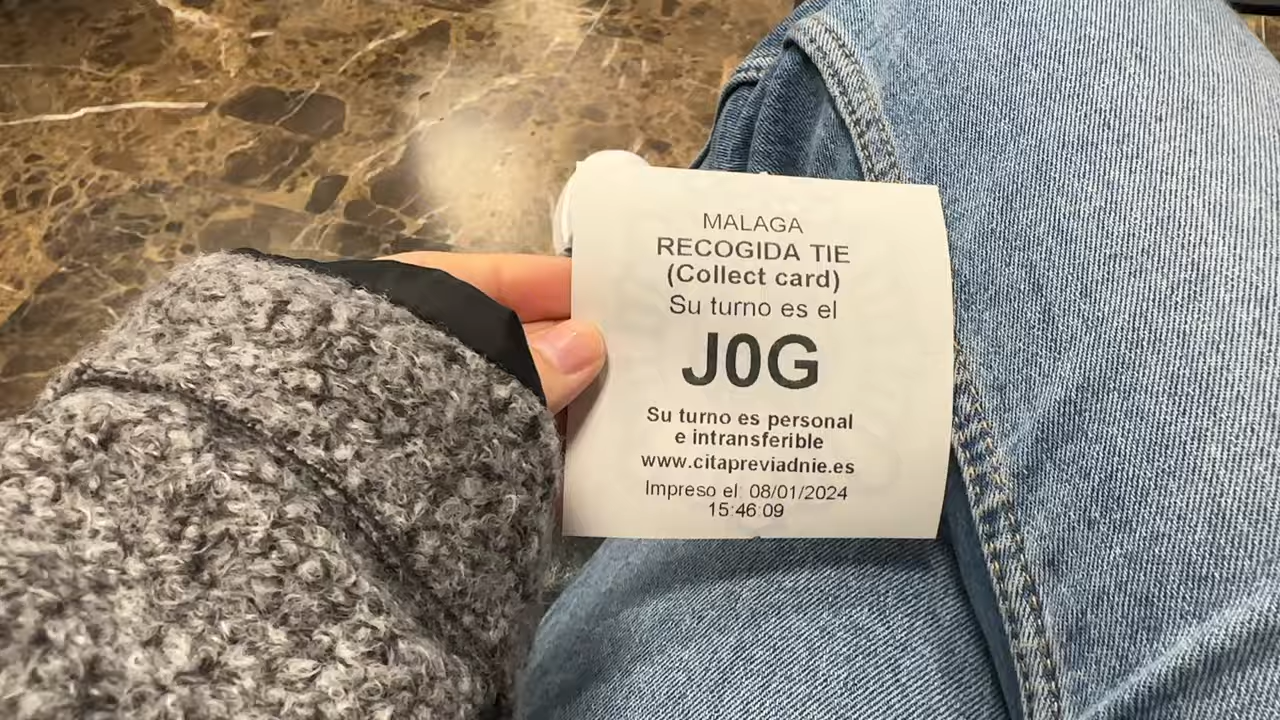 MALAGA
RECOGIDA TIE
(Collect card)
Su turno es el
J0G
Su turno es personal
e intransferible
www.citapreviadnie.es
Impreso el: 08/01/2024
15:46:09